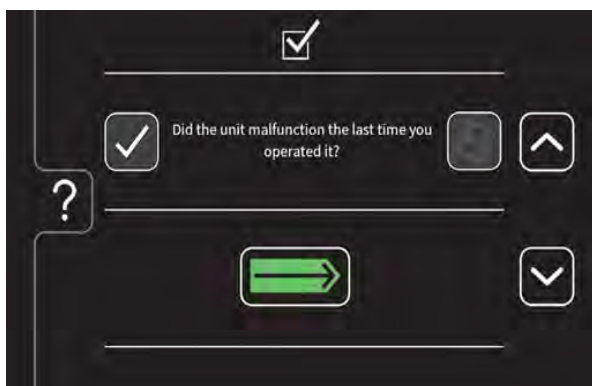 Did the unit malfunction the last time you
operated it?
?